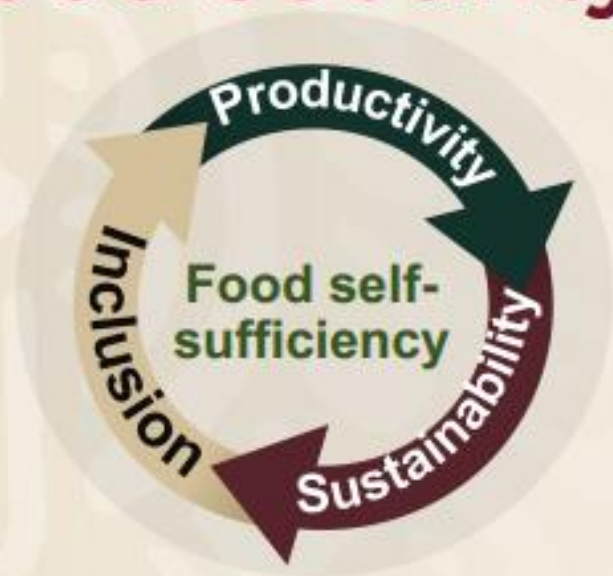 Productivity
Food self-
sufficiency
Inclusion
Sustainability